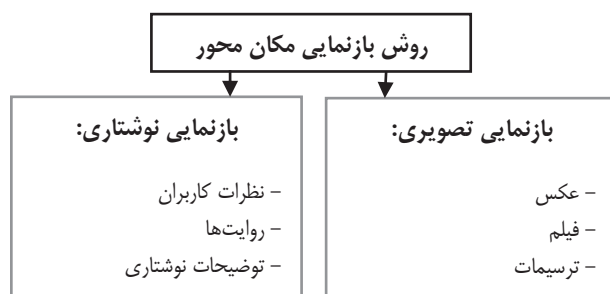 روش بازنمایی مکان محور
بازنمایی تصویری:
– عکس
– فیلم
– ترسیمات
بازنمایی نوشتاری:
– نظرات کاربران
– روایت‌ها
– توضیحات نوشتاری